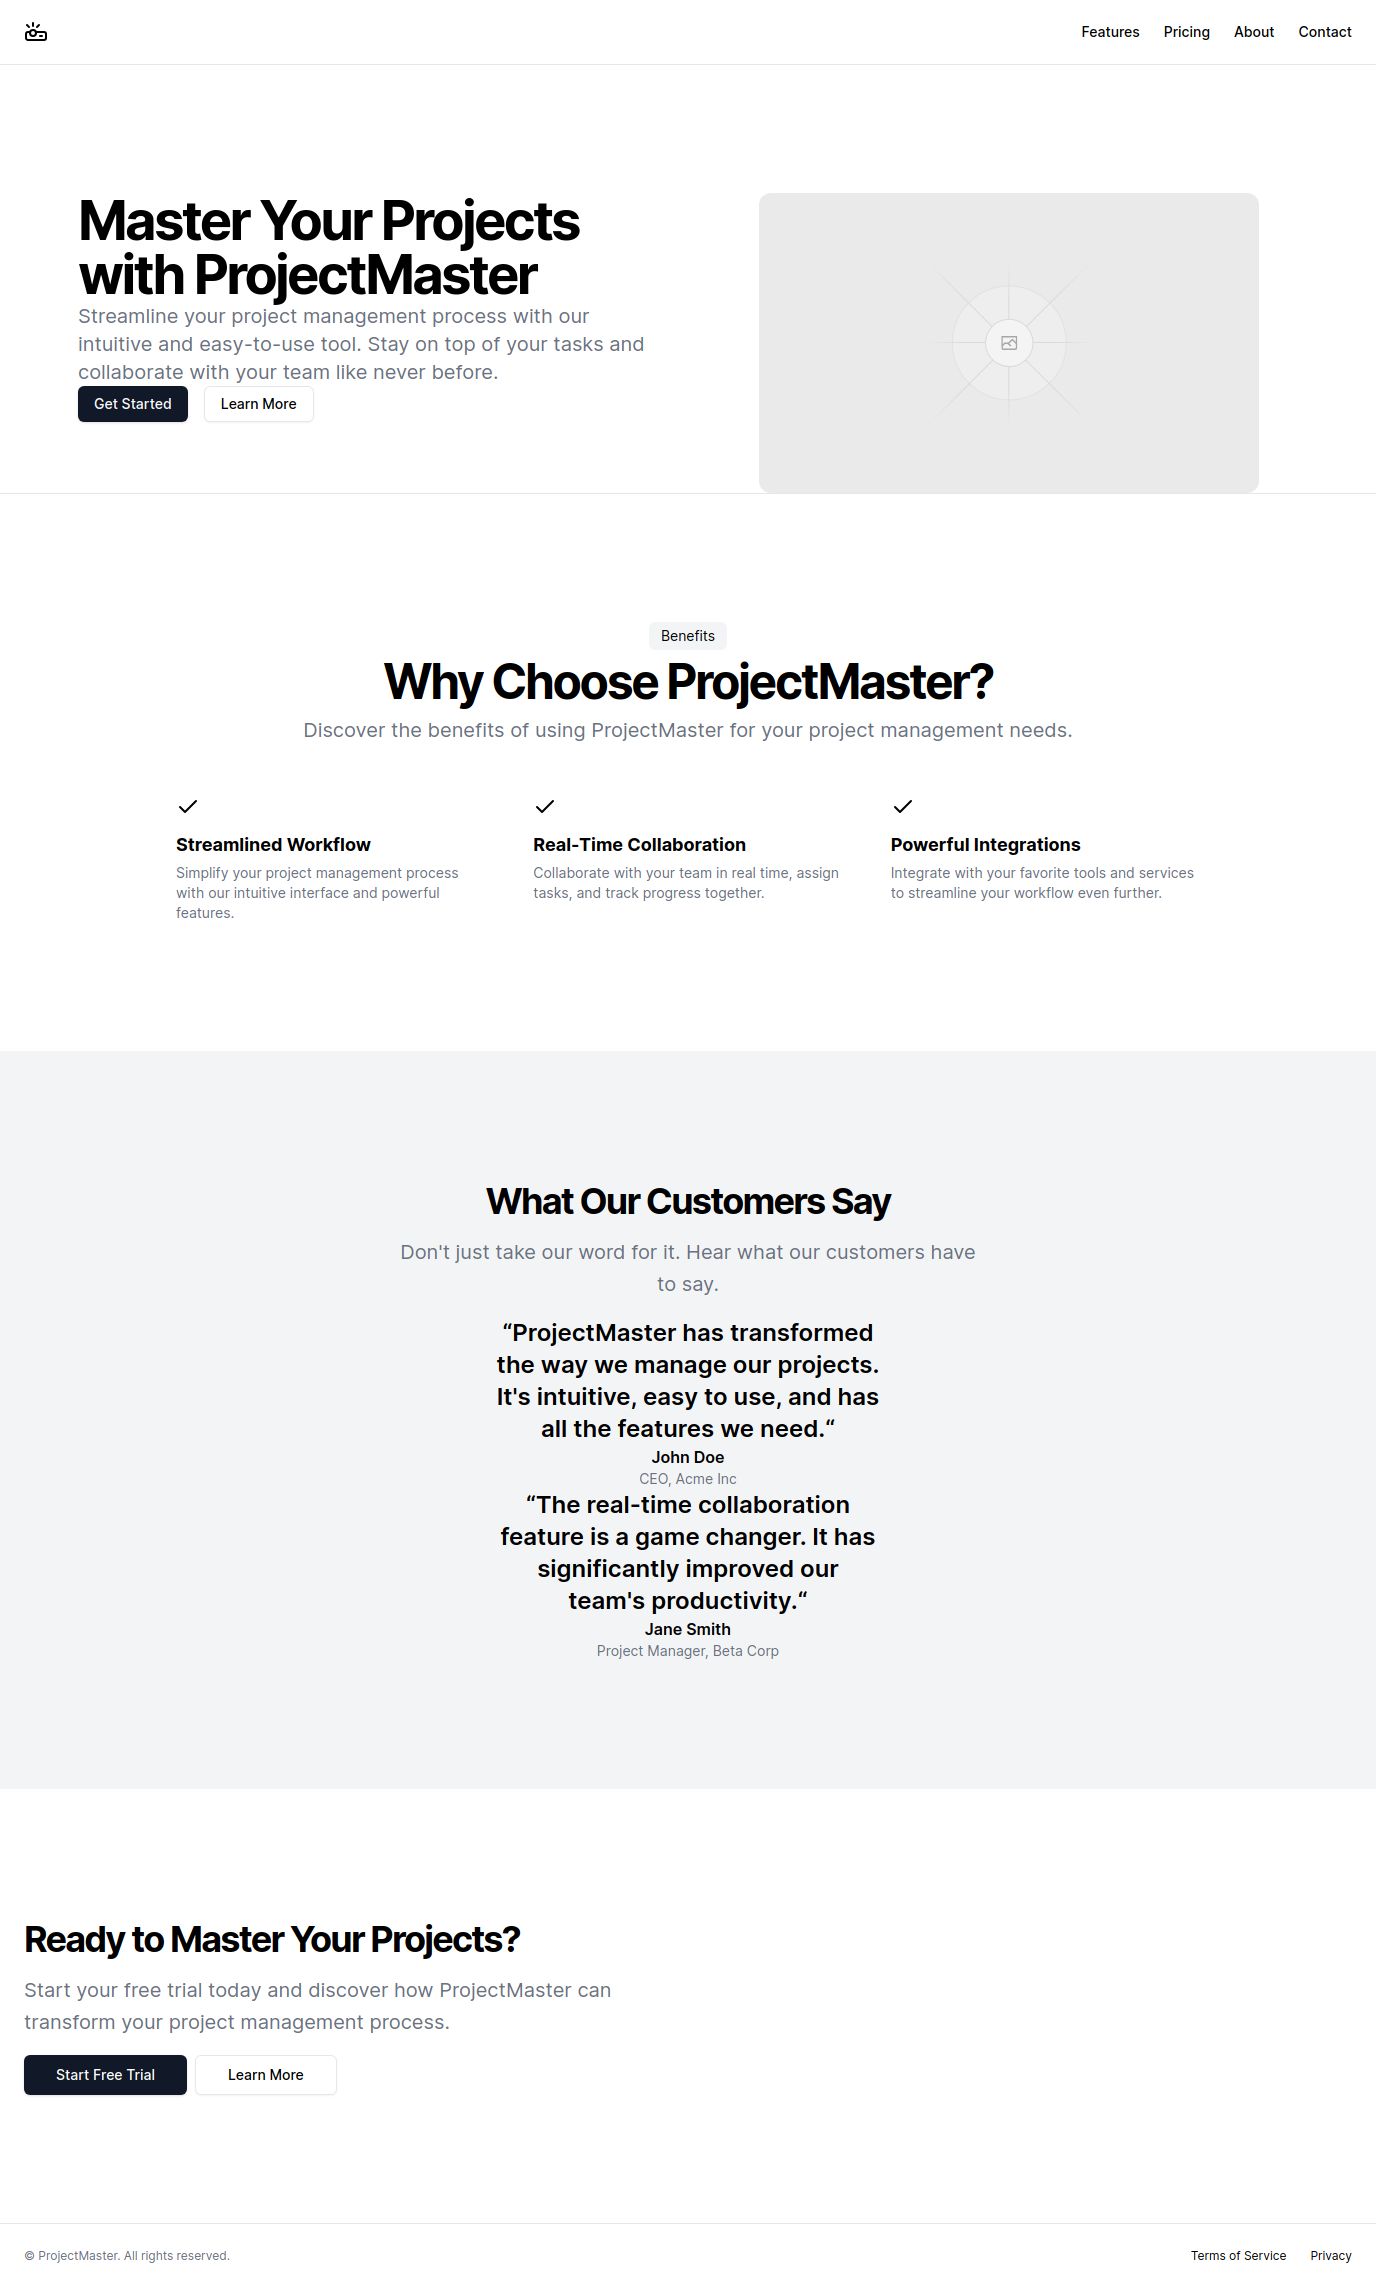 Features Pricing About Contact
Master Your Projects
with ProjectMaster
Streamline your project management process with our
intuitive and easy-to-use tool. Stay on top of your tasks and
collaborate with your team like never before.
Get Started Learn More
Benefits
Why Choose ProjectMaster?
Discover the benefits of using ProjectMaster for your project management needs.
Streamlined Workflow
Simplify your project management process
with our intuitive interface and powerful
features.
Real-Time Collaboration
Collaborate with your team in real time, assign
tasks, and track progress together.
Powerful Integrations
Integrate with your favorite tools and services
to streamline your workflow even further.
What Our Customers Say
Don't just take our word for it. Hear what our customers have
to say.
“ProjectMaster has transformed
the way we manage our projects.
It's intuitive, easy to use, and has
all the features we need.“
John Doe
CEO, Acme Inc
“The real-time collaboration
feature is a game changer. It has
significantly improved our
team's productivity.“
Jane Smith
Project Manager, Beta Corp
Ready to Master Your Projects?
Start your free trial today and discover how ProjectMaster can
transform your project management process.
Start Free Trial Learn More
© ProjectMaster. All rights reserved.
Terms of Service Privacy